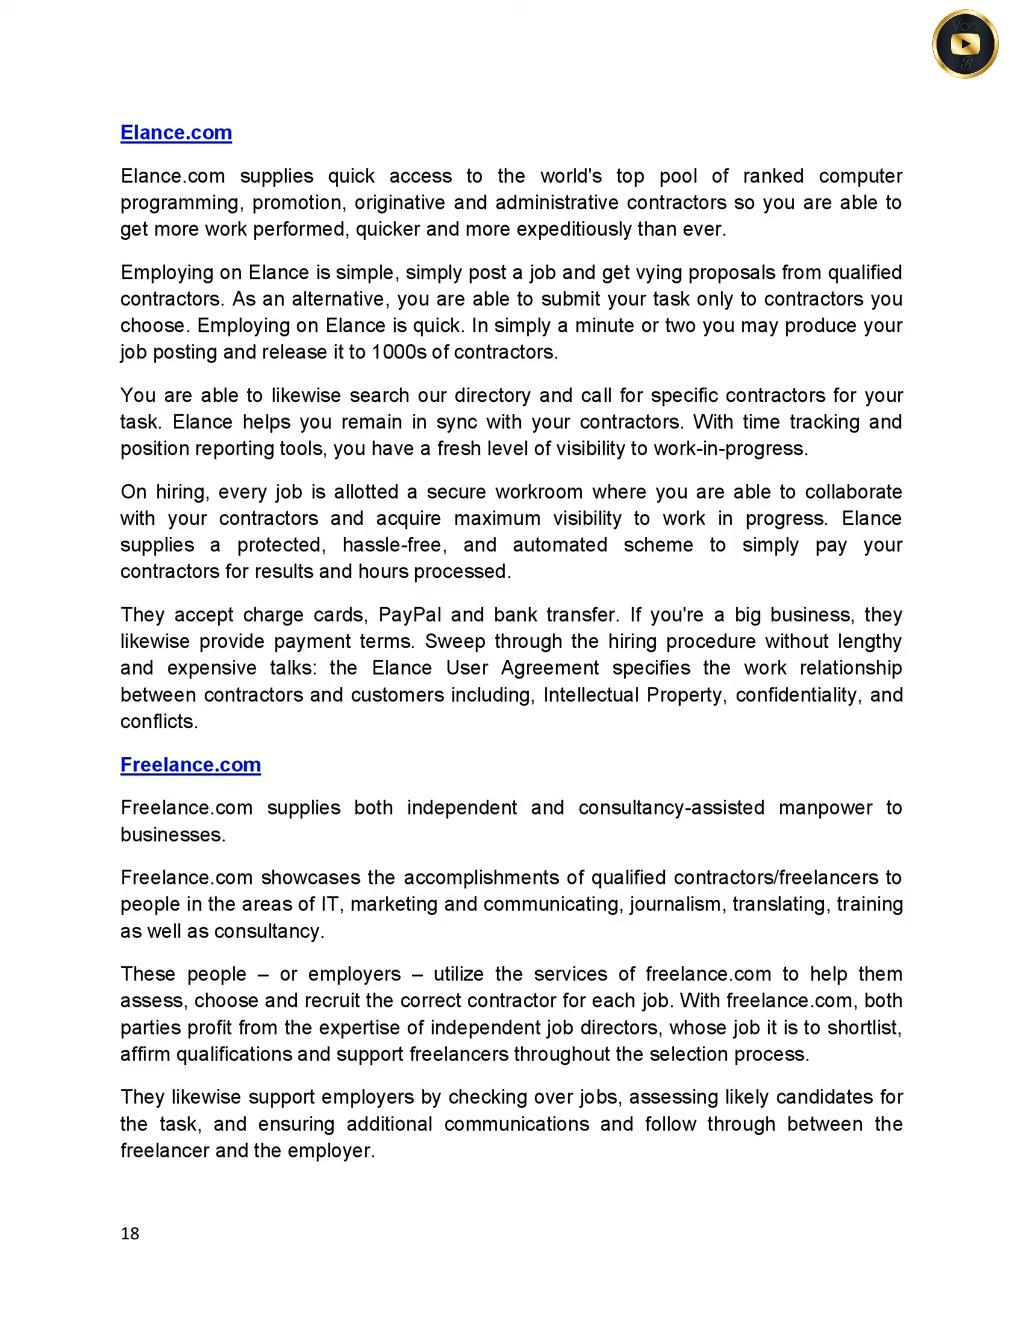 Von
B
Elance.com
Elance.com supplies quick access to the world's top pool of ranked computer
programming, promotion, originative and administrative contractors so you are able to
get more work performed, quicker and more expeditiously than ever.
Employing on Elance is simple, simply post a job and get vying proposals from qualified
contractors. As an alternative, you are able to submit your task only to contractors you
choose. Employing on Elance is quick. In simply a minute or two you may produce your
job posting and release it to 1000s of contractors.
You are able to likewise search our directory and call for specific contractors for your
task. Elance helps you remain in sync with your contractors. With time tracking and
position reporting tools, you have a fresh level of visibility to work-in-progress.
On hiring, every job is allotted a secure workroom where you are able to collaborate
with your contractors and acquire maximum visibility to work in progress. Elance
supplies a protected, hassle-free, and automated scheme to simply pay your
contractors for results and hours processed.
They accept charge cards, PayPal and bank transfer. If you're a big business, they
likewise provide payment terms. Sweep through the hiring procedure without lengthy
and expensive talks: the Elance User Agreement specifies the work relationship
between contractors and customers including, Intellectual Property, confidentiality, and
conflicts.
Freelance.com
Freelance.com supplies both independent and consultancy-assisted manpower to
businesses.
Freelance.com showcases the accomplishments of qualified contractors/freelancers to
people in the areas of IT, marketing and communicating, journalism, translating, training
as well as consultancy.
These people – or employers – utilize the services of freelance.com to help them
assess, choose and recruit the correct contractor for each job. With freelance.com, both
parties profit from the expertise of independent job directors, whose job it is to shortlist,
affirm qualifications and support freelancers throughout the selection process.
They likewise support employers by checking over jobs, assessing likely candidates for
the task, and ensuring additional communications and follow through between the
freelancer and the employer.
18